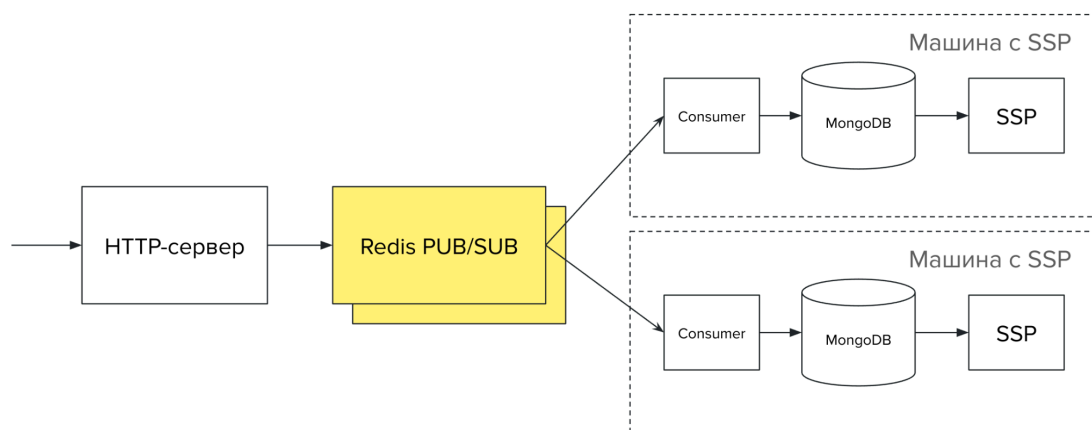 Машина с SSP
Consumer
MongoDB
SSP
HTTP-сервер
Redis PUB/SUB
Машина с SSP
Consumer
MongoDB
SSP